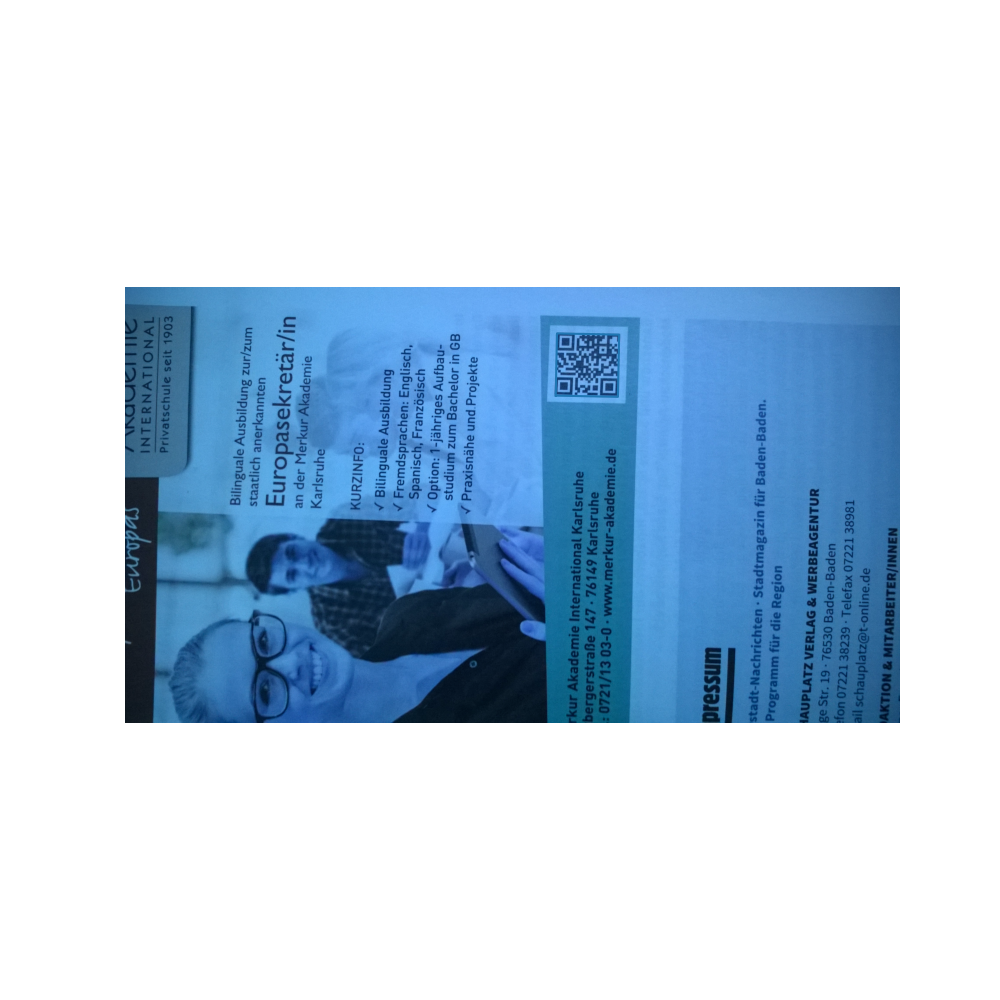 Europas
Akademie
INTERNATIONAL
Privatschule seit 1903
Bilinguale Ausbildung zur/zum
staatlich anerkannten
Europasekretär/in
an der Merkur Akademie
Karlsruhe
KURZINFO:
✓ Bilinguale Ausbildung
✓ Fremdsprachen: Englisch,
Spanisch, Französisch
✓ Option: 1-jähriges Aufbau-
studium zum Bachelor in GB
✓ Praxisnähe und Projekte
rkur Akademie International Karlsruhe
bergerstraße 147 · 76149 Karlsruhe
: 0721/13 03-0 · www.merkur-akademie.de
pressum
stadt-Nachrichten · Stadtmagazin für Baden-Baden.
Programm für die Region
HAUPLATZ VERLAG & WERBEAGENTUR
ge Str. 19 · 76530 Baden-Baden
efon 07221 38239 · Telefax 07221 38981
ail schauplatz@t-online.de
AKTION & MITARBEITER/INNEN